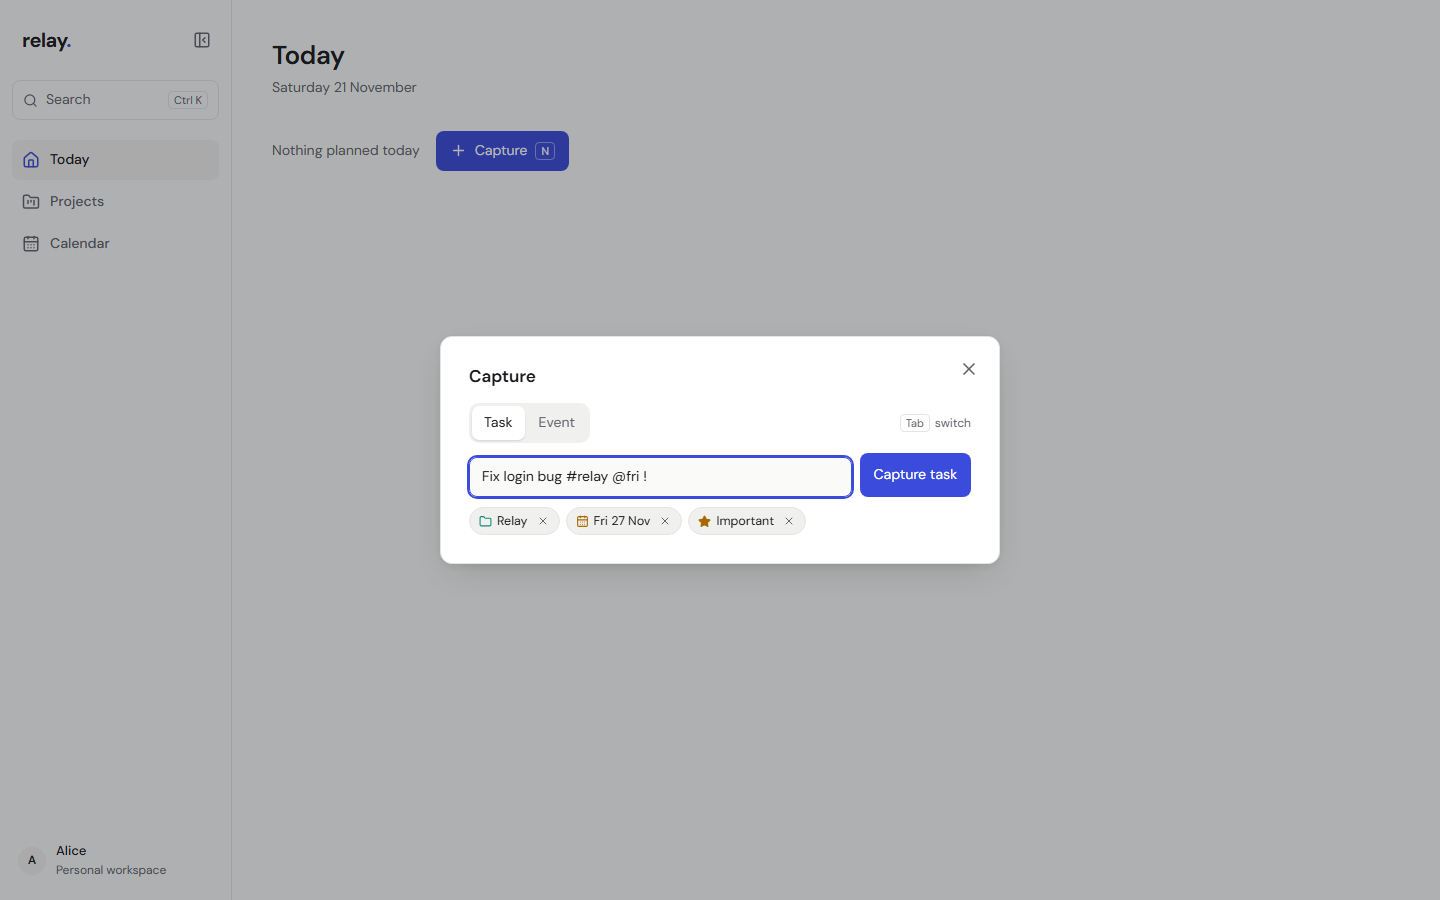 relay.
Search Ctrl K
Today
Projects
Calendar
Alice
A
Personal workspace
Today
Saturday 21 November
Nothing planned today
Capture N
Capture
Task Event
Tab switch
Fix login bug #relay @fri !
Capture task
Relay
Fri 27 Nov
Important